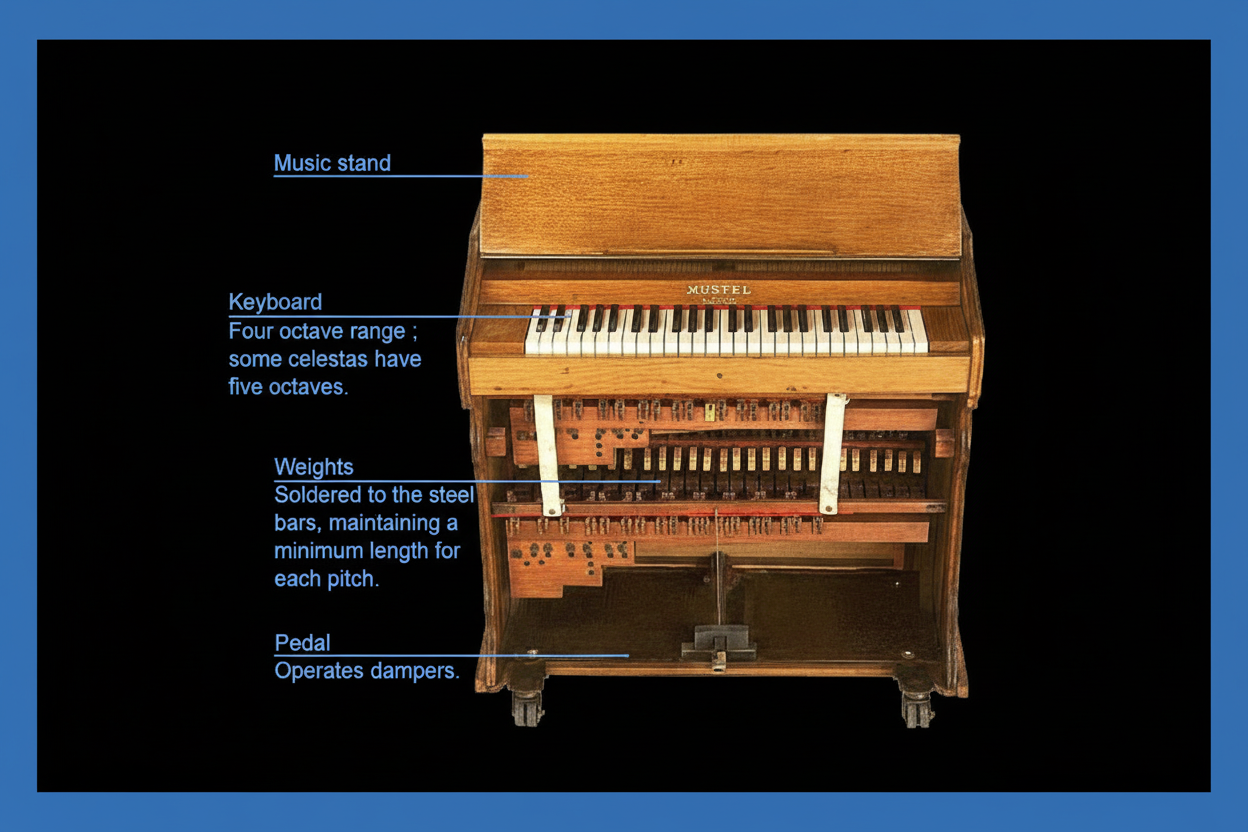 Music stand
Keyboard
Four octave range ;
some celestas have
five octaves.
MUSTEL
Weights
Soldered to the steel
bars, maintaining a
minimum length for
each pitch.
Pedal
Operates dampers.